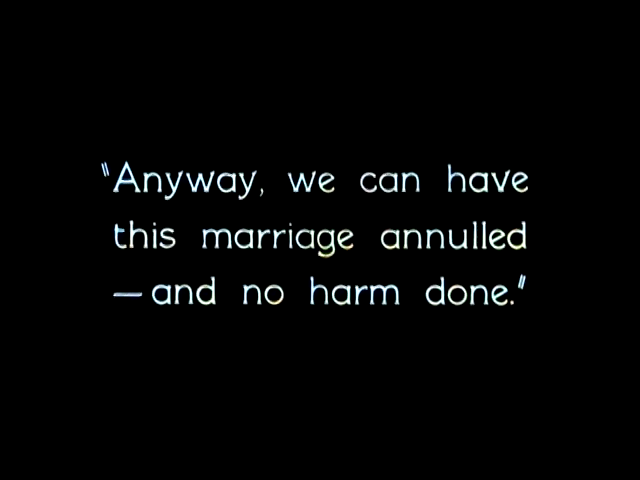 "Anyway, we can have
this marriage annulled
—and no harm done."